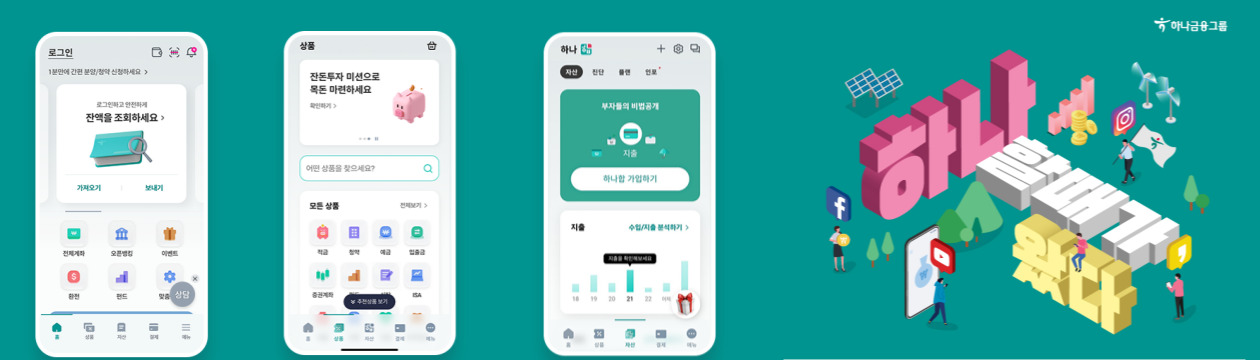 하나금융그룹
로그인
1분만에 간편 분양/청약 신청하세요
로그인하고 안전하게
잔액을 조회하세요
가져오기
보내기
전체계좌
오픈뱅킹
이벤트
환전
펀드
맞춤
상담
홈
상품
자산
결제
메뉴
상품
잔돈투자 미션으로
목돈 마련하세요
확인하기
어떤 상품을 찾으세요?
모든 상품
전체보기
적금
청약
예금
입출금
증권계좌
ISA
추천상품 보기
홈
상품
자산
결제
메뉴
하나
자산
진단
플랜
인포
부자들의 비법공개
지출
하나합 가입하기
지출
수입/지출 분석하기
지출을 확인해보세요
18
19
20
21
22
어제
홈
상품
자산
결제
메뉴
하나